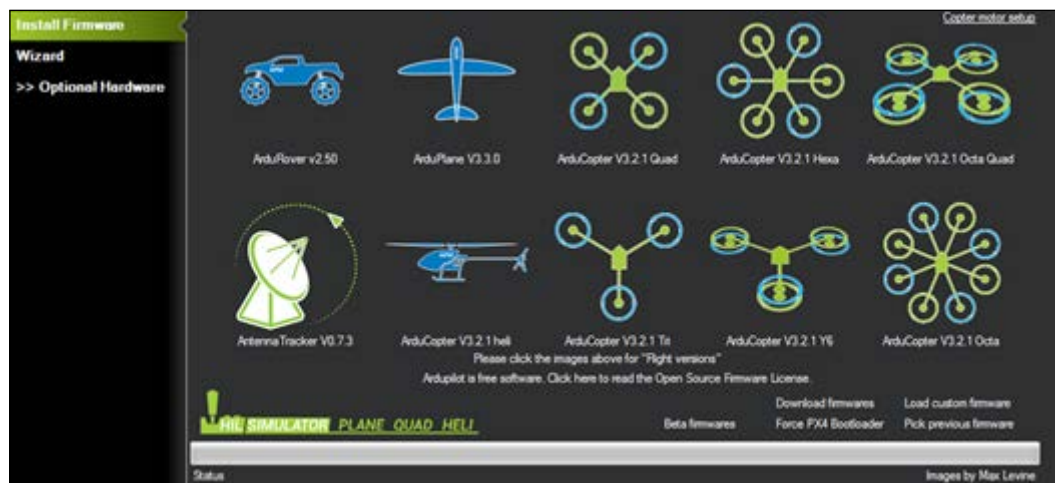 Install Firmware
Wizard
>> Optional Hardware
Copter motor setup
ArduRover v2.50
ArduPlane V3.3.0
ArduCopter V3.2.1 Quad
ArduCopter V3.2.1 Hexa
ArduCopter V3.2.1 Octa Quad
AntennaTracker V0.7.3
ArduCopter V3.2.1 heli
ArduCopter V3.2.1 Tri
ArduCopter V3.2.1 Y6
ArduCopter V3.2.1 Octa
Please click the images above for "Flight versions"
Ardupilot is free software. Click here to read the Open Source Firmware License.
HIL SIMULATOR PLANE QUAD HELI
Download firmwares
Load custom firmware
Beta firmwares
Force PX4 Bootloader
Pick previous firmware
Status
Images by Max Levine